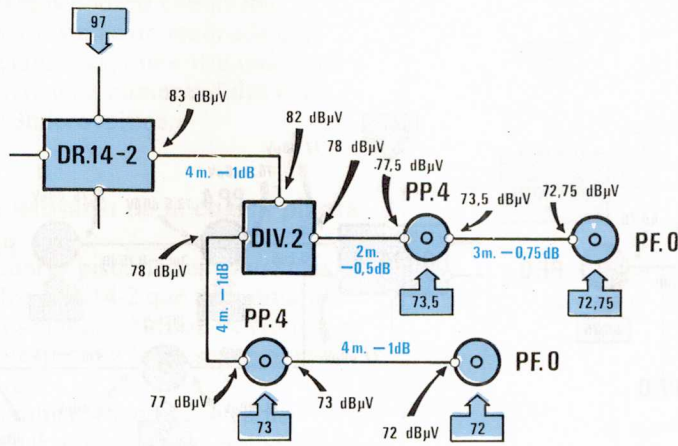 97
83 dBµV
DR.14-2
4 m. – 1dB
82 dBµV
78 dBµV
77,5 dBµV
PP.4
73,5 dBµV
72,75 dBµV
DIV.2
2m.
–0,5dB
3m. – 0,75 dB
PF.0
78 dBµV
73,5
72,75
4 m. – 1dB
PP.4
4 m. – 1dB
PF.0
77 dBµV
73 dBµV
72 dBµV
73
72